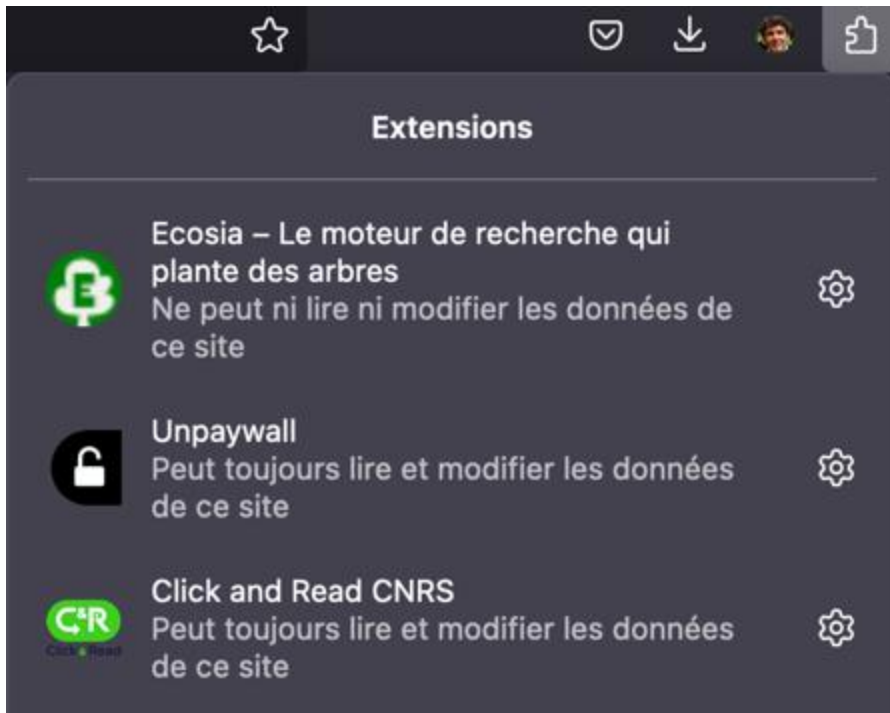 Extensions
E
Ecosia – Le moteur de recherche qui
plante des arbres
Ne peut ni lire ni modifier les données de
ce site
Unpaywall
Peut toujours lire et modifier les données
de ce site
C&R
Click & Read
Click and Read CNRS
Peut toujours lire et modifier les données
de ce site